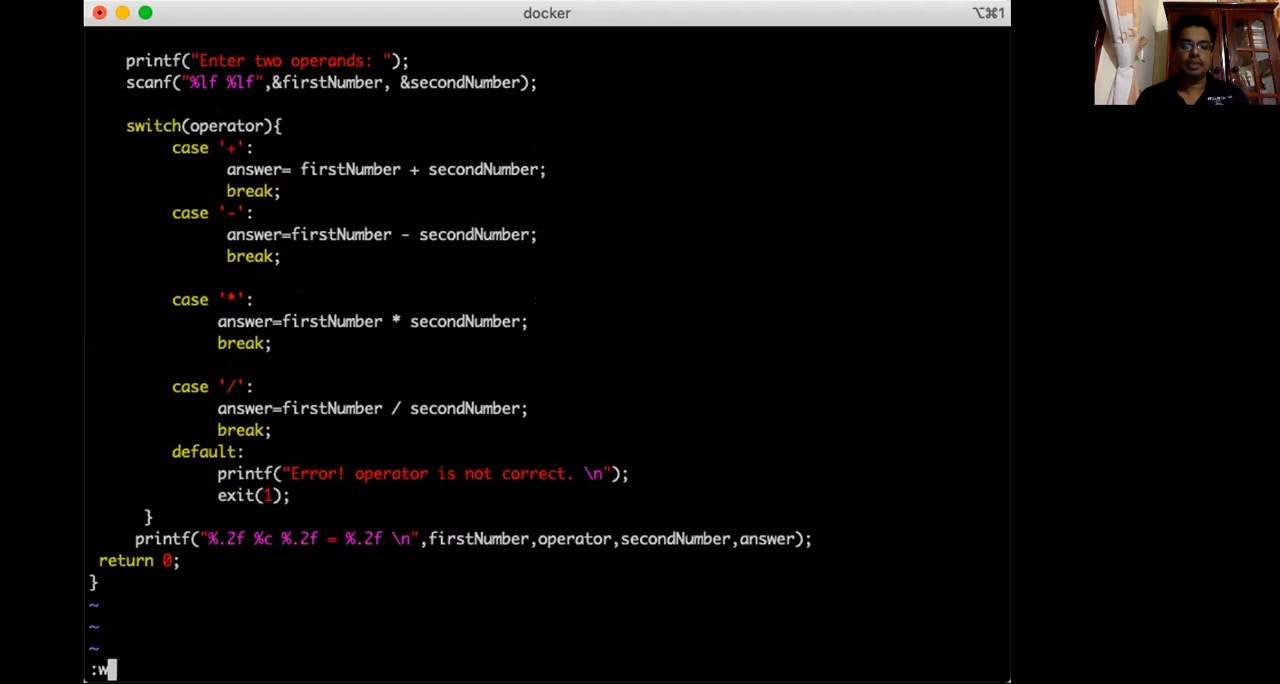 docker
⌥⌘1
printf("Enter two operands: ");
scanf("%lf %lf",&firstNumber, &secondNumber);
switch(operator){
case '+':
answer= firstNumber + secondNumber;
break;
case '-':
answer=firstNumber - secondNumber;
break;
case '*':
answer=firstNumber * secondNumber;
break;
case '/':
answer=firstNumber / secondNumber;
break;
default:
printf("Error! operator is not correct. \n");
exit(1);
}
printf("%.2f %c %.2f = %.2f \n",firstNumber,operator,secondNumber,answer);
return 0;
}
~
~
~
:w